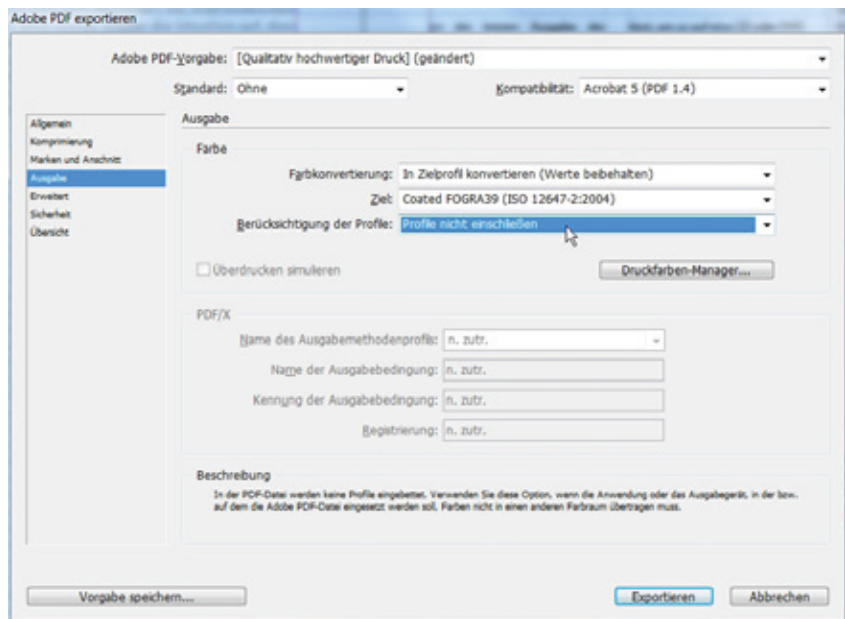 Adobe PDF exportieren
Adobe PDF-Vorgabe: [Qualitativ hochwertiger Druck] (geändert)
Standard: Ohne Kompatibilität: Acrobat 5 (PDF 1.4)
Allgemein
Komprimierung
Marken und Anschnitt
Ausgabe
Erweitert
Sicherheit
Übersicht
Ausgabe
Farbe
Farbkonvertierung: In Zielprofil konvertieren (Werte beibehalten)
Ziel: Coated FOGRA39 (ISO 12647-2:2004)
Berücksichtigung der Profile: Profile nicht einschließen
Überdrucken simulieren Druckfarben-Manager...
PDF/X
Name des Ausgabemethodenprofils: n. zutr.
Name der Ausgabebedingung: n. zutr.
Kennung der Ausgabebedingung: n. zutr.
Registrierung: n. zutr.
Beschreibung
In der PDF-Datei werden keine Profile eingebettet. Verwenden Sie diese Option, wenn die Anwendung oder das Ausgabegerät, in der bzw.
auf dem die Adobe PDF-Datei eingesetzt werden soll, Farben nicht in einen anderen Farbraum übertragen muss.
Vorgabe speichern... Exportieren Abbrechen